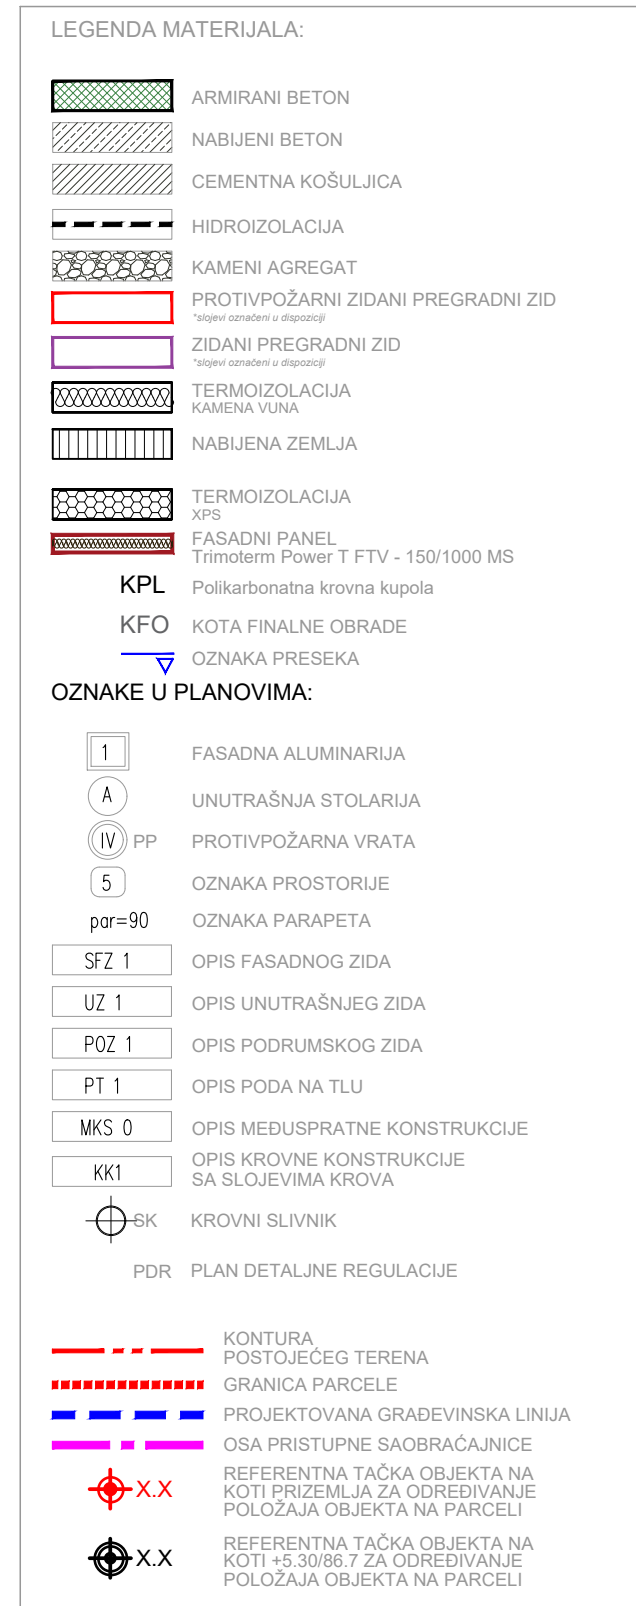 LEGENDA MATERIJALA:
ARMIRANI BETON
NABIJENI BETON
CEMENTNA KOŠULJICA
HIDROIZOLACIJA
KAMENI AGREGAT
PROTIVPOŽARNI ZIDANI PREGRADNI ZID
*slojevi označeni u dispoziciji
ZIDANI PREGRADNI ZID
*slojevi označeni u dispoziciji
TERMOIZOLACIJA
KAMENA VUNA
NABIJENA ZEMLJA
TERMOIZOLACIJA
XPS
FASADNI PANEL
Trimoterm Power T FTV - 150/1000 MS
KPL Polikarbonatna krovna kupola
KFO KOTA FINALNE OBRADE
OZNAKA PRESEKA
OZNAKE U PLANOVIMA:
1 FASADNA ALUMINARIJA
A UNUTRAŠNJA STOLARIJA
IV PP PROTIVPOŽARNA VRATA
5 OZNAKA PROSTORIJE
par=90 OZNAKA PARAPETA
SFZ 1 OPIS FASADNOG ZIDA
UZ 1 OPIS UNUTRAŠNJEG ZIDA
POZ 1 OPIS PODRUMSKOG ZIDA
PT 1 OPIS PODA NA TLU
MKS 0 OPIS MEĐUSPRATNE KONSTRUKCIJE
KK1 OPIS KROVNE KONSTRUKCIJE
SA SLOJEVIMA KROVA
SK KROVNI SLIVNIK
PDR PLAN DETALJNE REGULACIJE
KONTURA
POSTOJEĆEG TERENA
GRANICA PARCELE
PROJEKTOVANA GRAĐEVINSKA LINIJA
OSA PRISTUPNE SAOBRAĆAJNICE
REFERENTNA TAČKA OBJEKTA NA
X.X KOTI PRIZEMLJA ZA ODREĐIVANJE
POLOŽAJA OBJEKTA NA PARCELI
REFERENTNA TAČKA OBJEKTA NA
X.X KOTI +5.30/86.7 ZA ODREĐIVANJE
POLOŽAJA OBJEKTA NA PARCELI